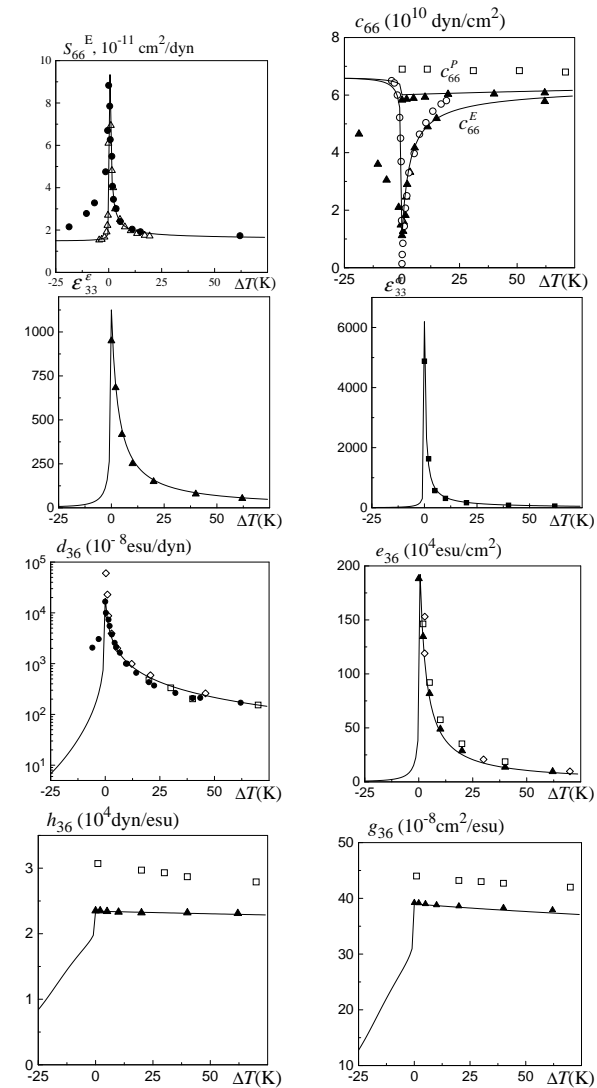 S₆₆ᴱ, 10⁻¹¹ cm²/dyn
10
8
6
4
2
0
-25 0 25 50 ΔT(K)
c₆₆ (10¹⁰ dyn/cm²)
8
6
4
2
0
c₆₆ᴾ
c₆₆ᴱ
-25 0 25 50 ΔT(K)
ε₃₃ᵋ
1000
750
500
250
0
-25 0 25 50 ΔT(K)
ε₃₃
6000
4000
2000
0
-25 0 25 50 ΔT(K)
d₃₆ (10⁻⁸esu/dyn)
10⁵
10⁴
10³
10²
10¹
-25 0 25 50 ΔT(K)
e₃₆ (10⁴esu/cm²)
200
150
100
50
0
-25 0 25 50 ΔT(K)
h₃₆ (10⁴dyn/esu)
3
2
1
0
-25 0 25 50 ΔT(K)
g₃₆ (10⁻⁸cm²/esu)
50
40
30
20
10
-25 0 25 50 ΔT(K)